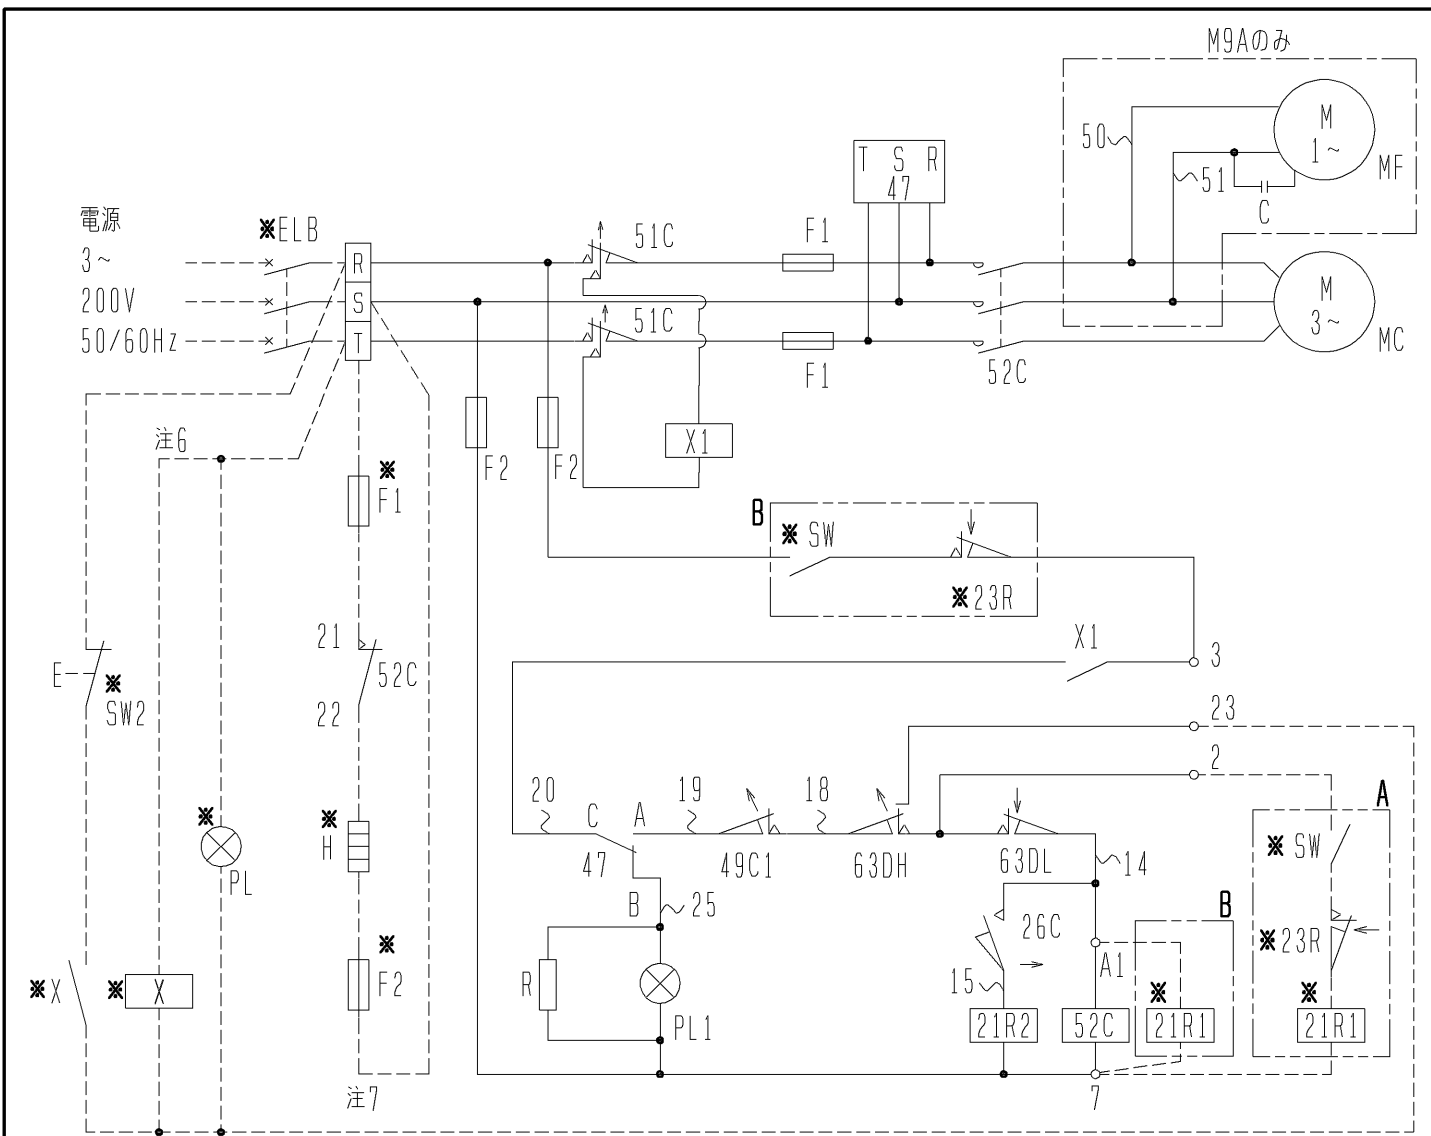 M9Aのみ
M
1~
MF
50
51
C
T S R
47
電源
3~
200V
50/60Hz
※ELB
R
S
T
51C
51C
F1
F1
52C
M
3~
MC
注6
※
F1
F2
F2
X1
B
※ SW
※23R
X1
3
23
2
E
※
SW2
21
52C
22
20
C
A
19
18
47
49C1
63DH
63DL
14
A
※ SW
※23R
※
PL
※
H
B
25
26C
B
A1
※
F2
R
PL1
15
※
※
※X
※
X
21R2
52C
21R1
21R1
注7
7